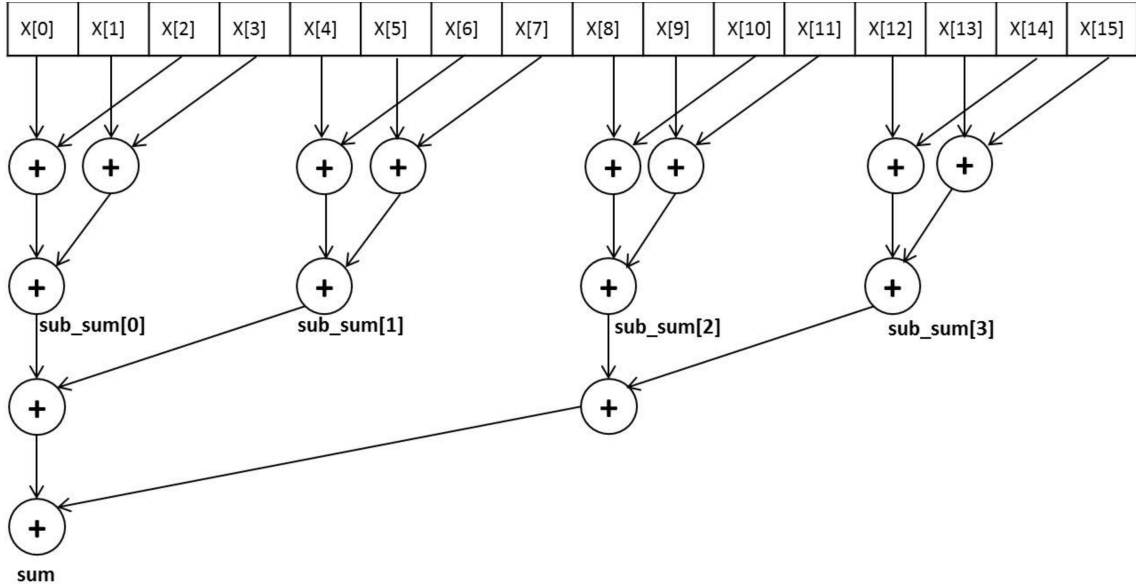 X[0] X[1] X[2] X[3] X[4] X[5] X[6] X[7] X[8] X[9] X[10] X[11] X[12] X[13] X[14] X[15]
+ + + + + + + +
+ + + +
sub_sum[0] sub_sum[1] sub_sum[2] sub_sum[3]
+ +
+
sum